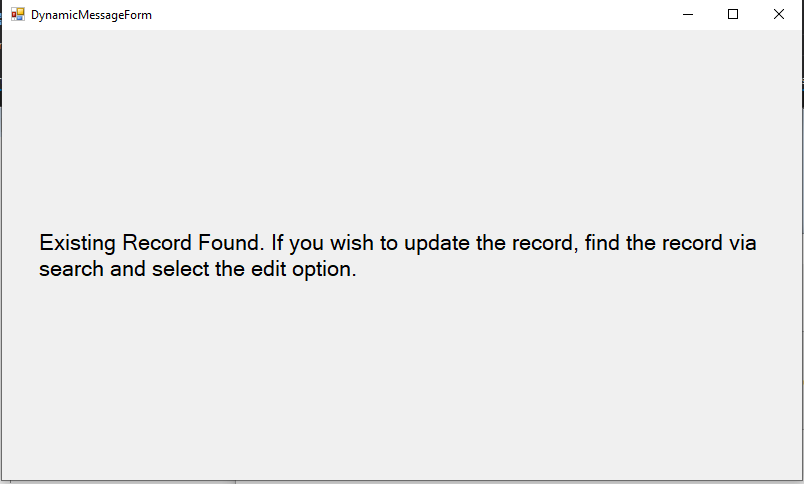 DynamicMessageForm
Existing Record Found. If you wish to update the record, find the record via
search and select the edit option.